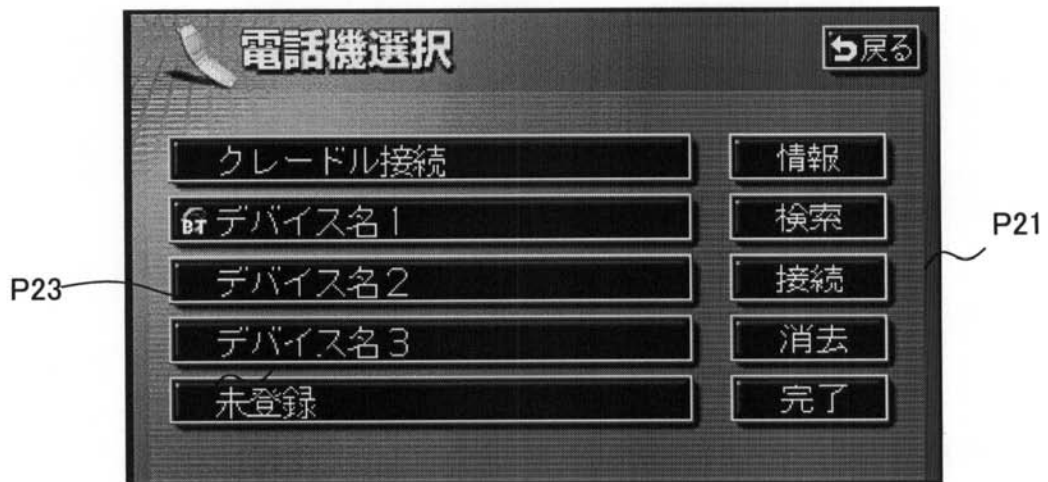 電話機選択
戻る
クレードル接続
情報
BT デバイス名1
検索
P21
デバイス名2
接続
P23
デバイス名3
消去
未登録
完了